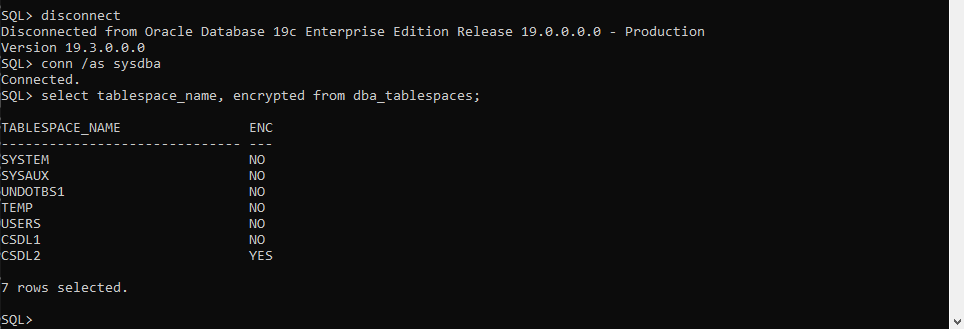 SQL> disconnect
Disconnected from Oracle Database 19c Enterprise Edition Release 19.0.0.0.0 - Production
Version 19.3.0.0.0
SQL> conn /as sysdba
Connected.
SQL> select tablespace_name, encrypted from dba_tablespaces;
TABLESPACE_NAME                ENC
------------------------------ ---
SYSTEM                         NO
SYSAUX                         NO
UNDOTBS1                       NO
TEMP                           NO
USERS                          NO
CSDL1                          NO
CSDL2                          YES
7 rows selected.
SQL>